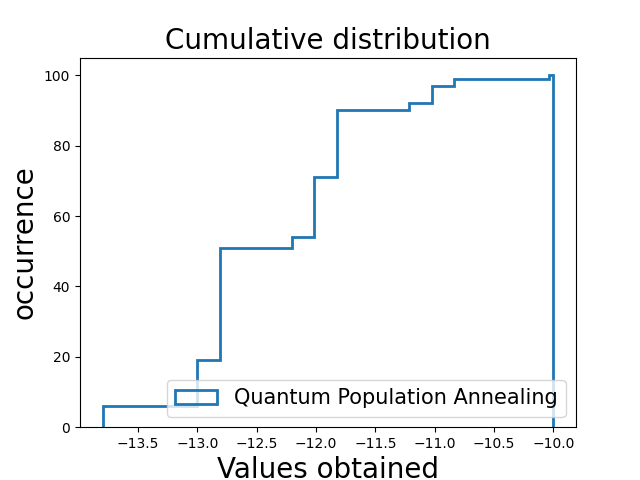 Cumulative distribution
occurrence
100
80
60
40
20
0
Quantum Population Annealing
−13.5 −13.0 −12.5 −12.0 −11.5 −11.0 −10.5 −10.0
Values obtained